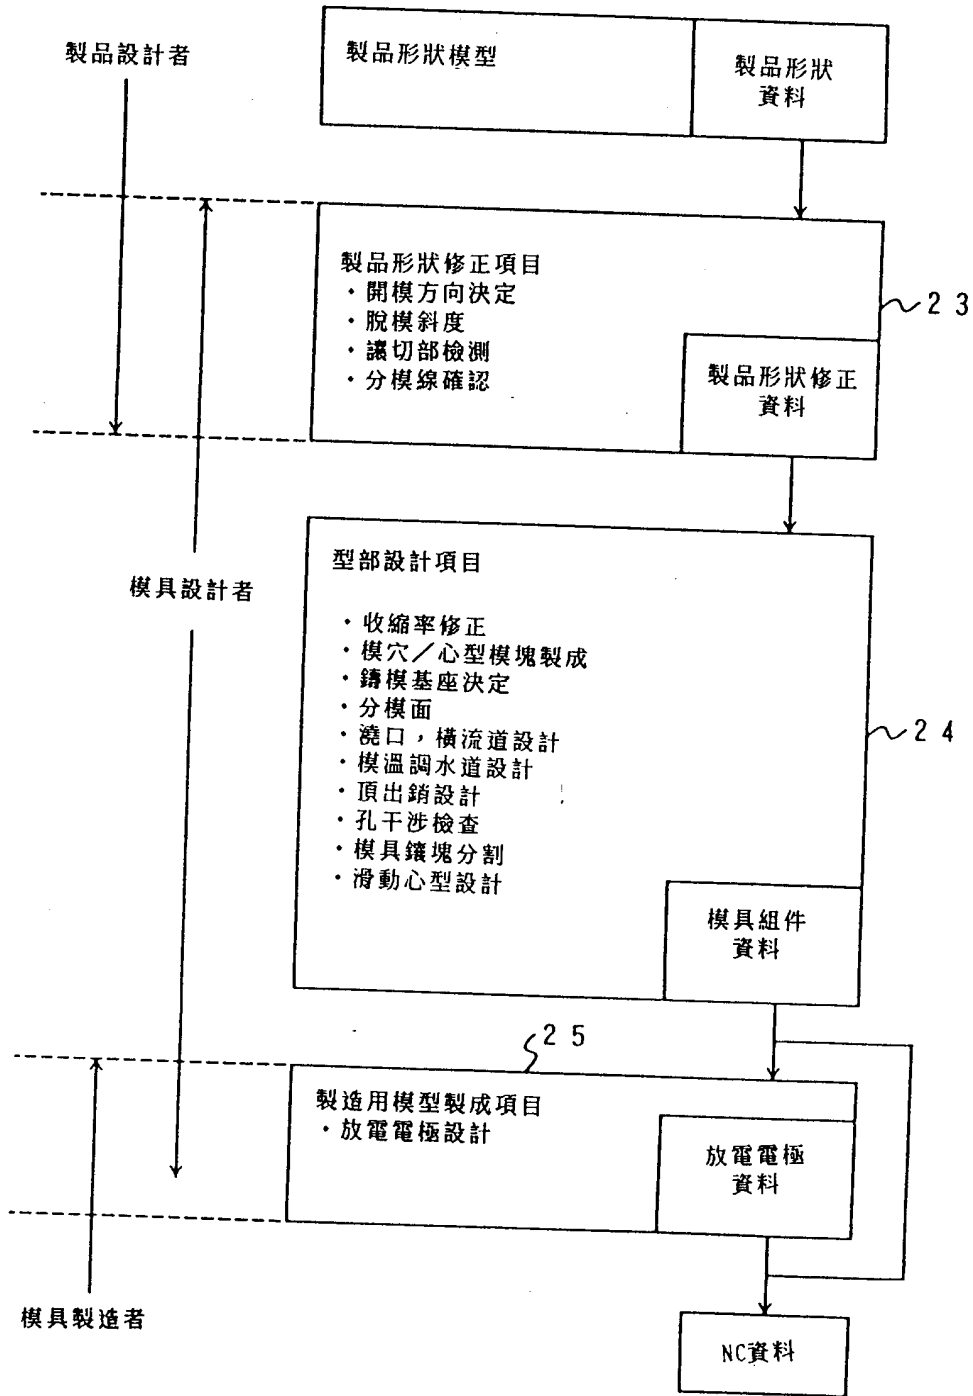 製品設計者
製品形狀模型
製品形狀
資料
製品形狀修正項目
・開模方向決定
・脫模斜度
・讓切部檢測
・分模線確認
23
製品形狀修正
資料
模具設計者
型部設計項目
・收縮率修正
・模穴／心型模塊製成
・鑄模基座決定
・分模面
・澆口，橫流道設計
・模溫調水道設計
・頂出銷設計
・孔干涉檢查
・模具鑲塊分割
・滑動心型設計
24
模具組件
資料
25
製造用模型製成項目
・放電電極設計
放電電極
資料
模具製造者
NC資料